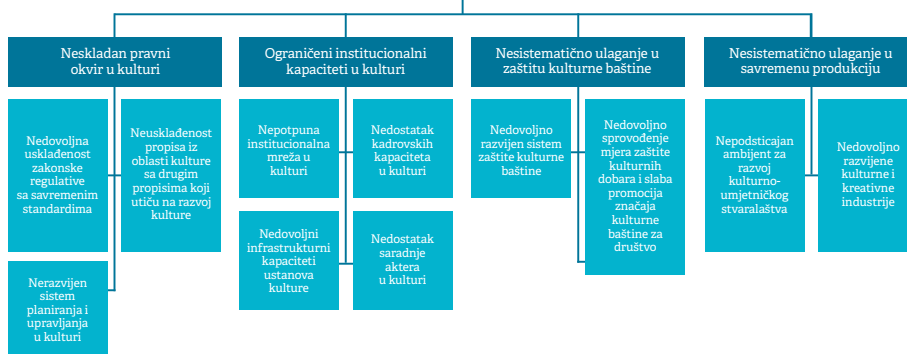 Neskladan pravni
okvir u kulturi
Nedovoljna
usklađenost
zakonske
regulative
sa savremenim
standardima
Neusklađenost
propisa iz
oblasti kulture
sa drugim
propisima koji
utiču na razvoj
kulture
Nerazvijen
sistem
planiranja i
upravljanja
u kulturi
Ograničeni institucionalni
kapaciteti u kulturi
Nepotpuna
institucionalna
mreža u
kulturi
Nedostatak
kadrovskih
kapaciteta
u kulturi
Nedovoljni
infrastrukturni
kapaciteti
ustanova
kulture
Nedostatak
saradnje
aktera
u kulturi
Nesistematično ulaganje u
zaštitu kulturne baštine
Nedovoljno
razvijen sistem
zaštite kulturne
baštine
Nedovoljno
sprovođenje
mjera zaštite
kulturnih
dobara i slaba
promocija
značaja
kulturne
baštine za
društvo
Nesistematično ulaganje u
savremenu produkciju
Nepodsticajan
ambijent za
razvoj
kulturno-
umjetničkog
stvaralaštva
Nedovoljno
razvijene
kulturne i
kreativne
industrije